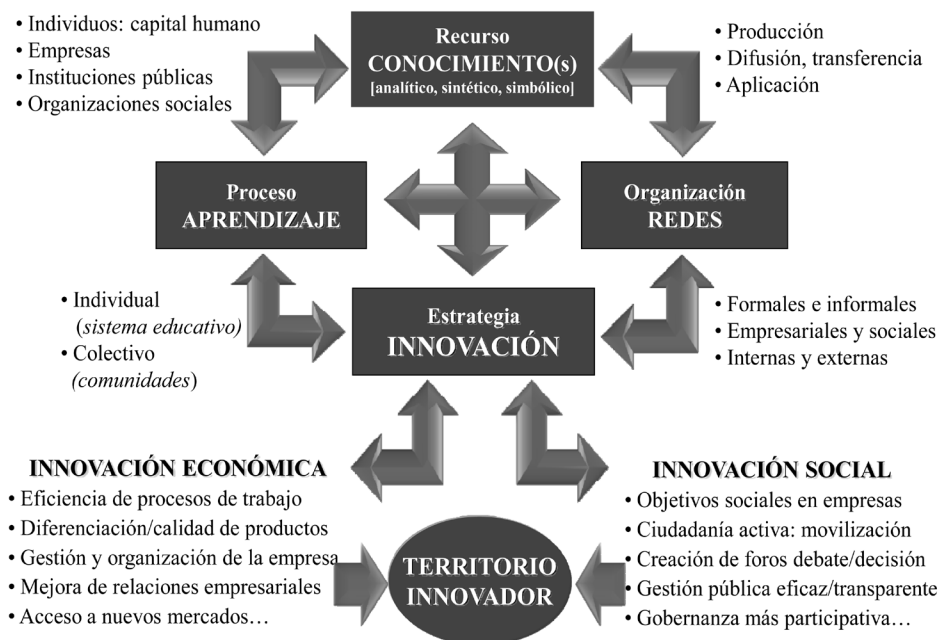 • Individuos: capital humano
• Empresas
• Instituciones públicas
• Organizaciones sociales
Recurso
CONOCIMIENTO(s)
[analítico, sintético, simbólico]
• Producción
• Difusión, transferencia
• Aplicación
Proceso
APRENDIZAJE
Organización
REDES
• Individual
(sistema educativo)
• Colectivo
(comunidades)
Estrategia
INNOVACIÓN
• Formales e informales
• Empresariales y sociales
• Internas y externas
INNOVACIÓN ECONÓMICA
• Eficiencia de procesos de trabajo
• Diferenciación/calidad de productos
• Gestión y organización de la empresa
• Mejora de relaciones empresariales
• Acceso a nuevos mercados…
TERRITORIO
INNOVADOR
INNOVACIÓN SOCIAL
• Objetivos sociales en empresas
• Ciudadanía activa: movilización
• Creación de foros debate/decisión
• Gestión pública eficaz/transparente
• Gobernanza más participativa…